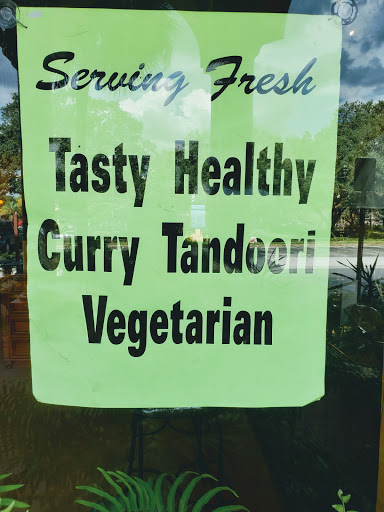 Serving Fresh
Tasty Healthy
Curry Tandoori
Vegetarian